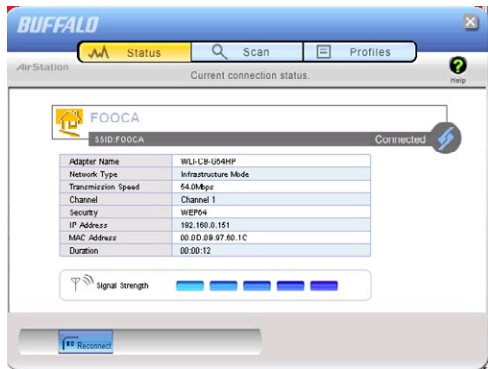 BUFFALO
Status Scan Profiles
AirStation
Current connection status.
Help
FOOCA
SSID:FOOCA
Connected
Adapter Name WLI-CB-G54HP
Network Type Infrastructure Mode
Transmission Speed 54.0Mbps
Channel Channel 1
Security WEP64
IP Address 192.168.0.151
MAC Address 00.0D.0B.97.60.1C
Duration 00:00:12
Signal Strength
Reconnect